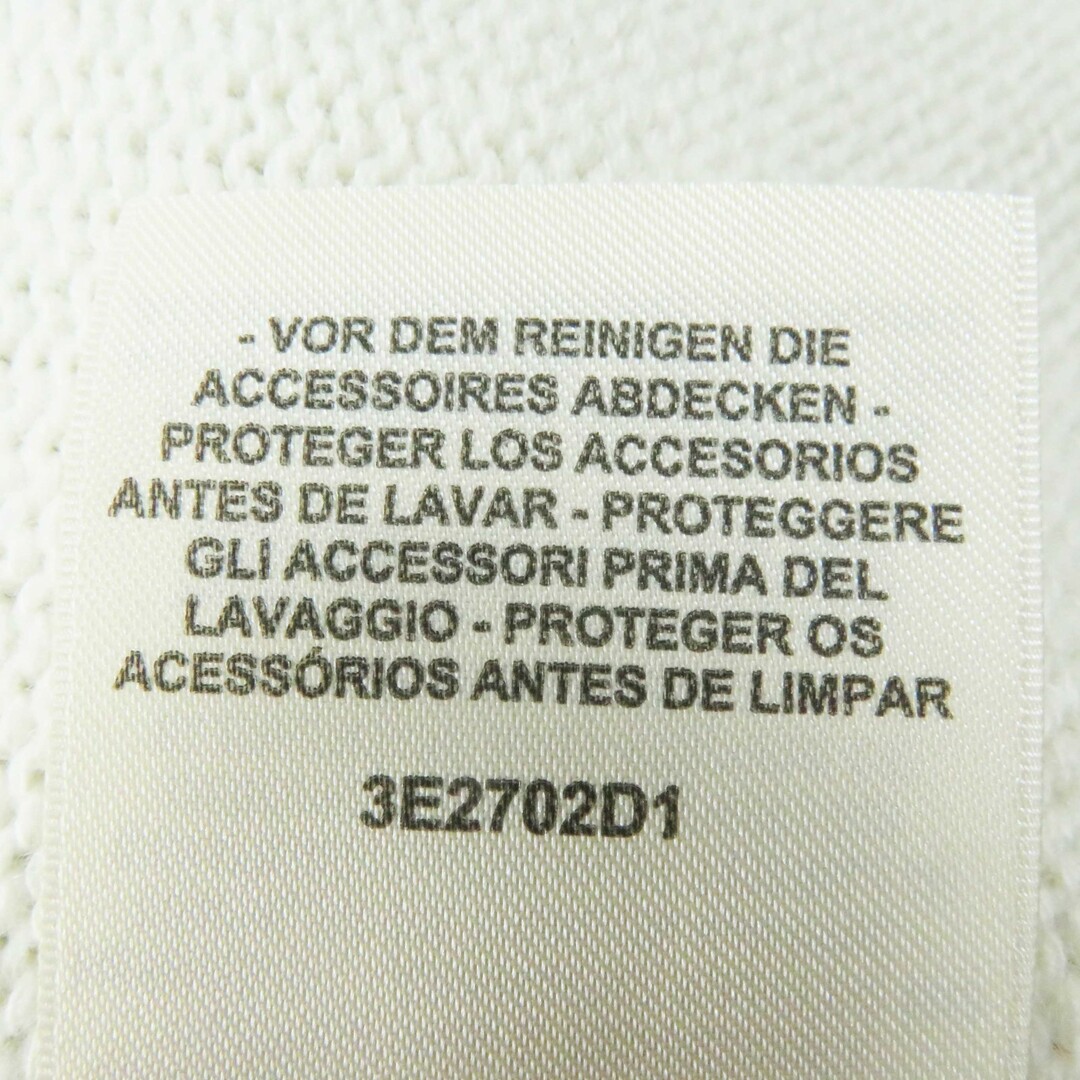 - VOR DEM REINIGEN DIE
ACCESSOIRES ABDECKEN -
PROTEGER LOS ACCESORIOS
ANTES DE LAVAR - PROTEGGERE
GLI ACCESSORI PRIMA DEL
LAVAGGIO - PROTEGER OS
ACESSÓRIOS ANTES DE LIMPAR
3E2702D1